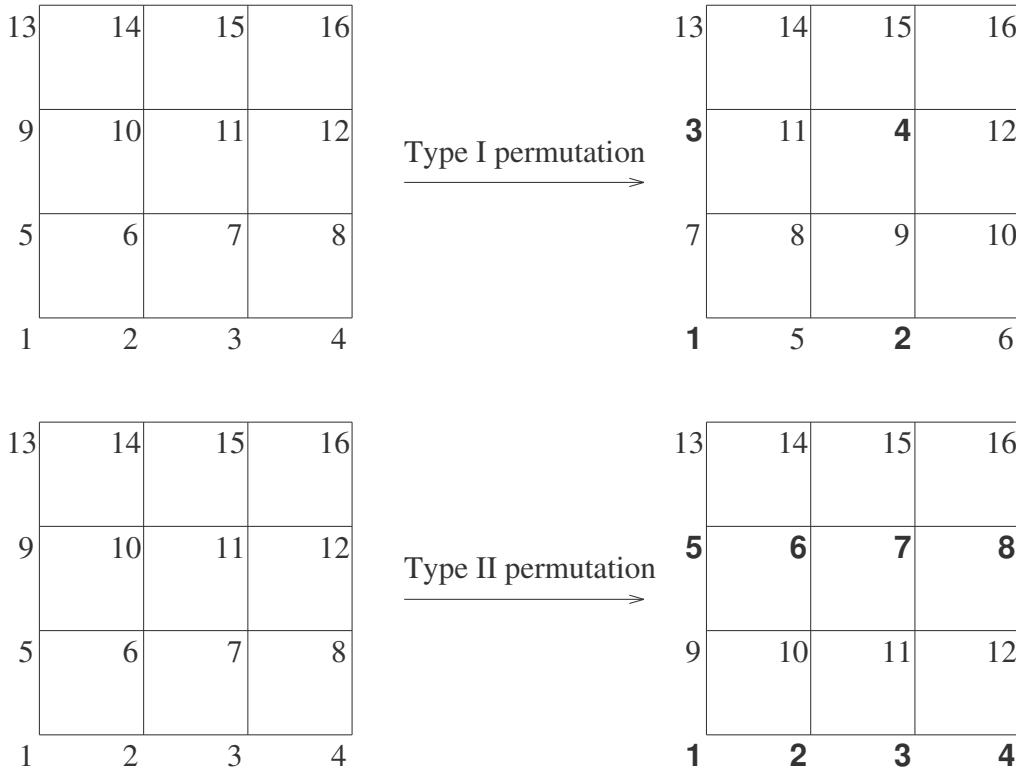 13 14 15 16 13 14 15 16
9 10 11 12 3 11 4 12
Type I permutation
5 6 7 8 7 8 9 10
1 2 3 4 1 5 2 6
13 14 15 16 13 14 15 16
9 10 11 12 5 6 7 8
Type II permutation
5 6 7 8 9 10 11 12
1 2 3 4 1 2 3 4